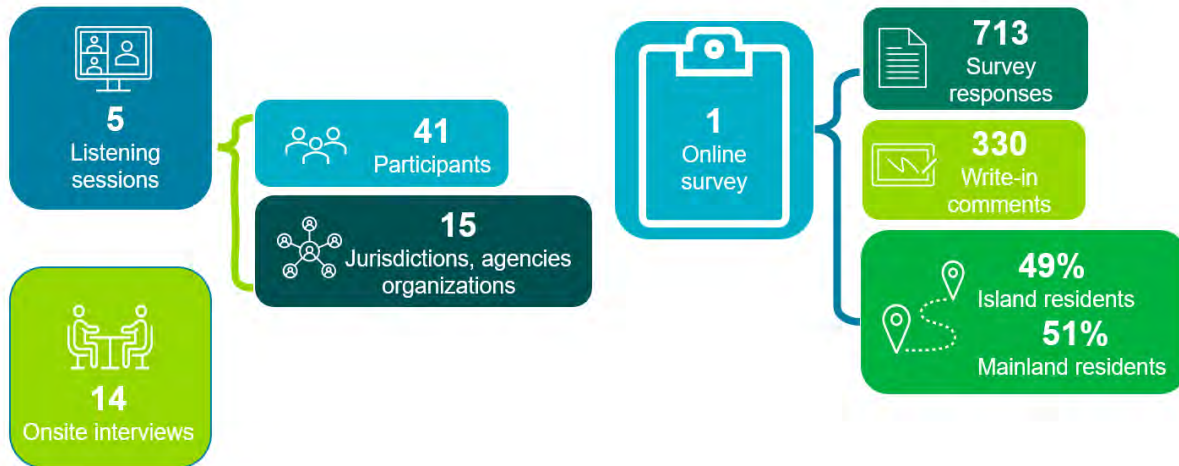 5
Listening
sessions
41
Participants
15
Jurisdictions, agencies
organizations
14
Onsite interviews
1
Online
survey
713
Survey
responses
330
Write-in
comments
49%
Island residents
51%
Mainland residents